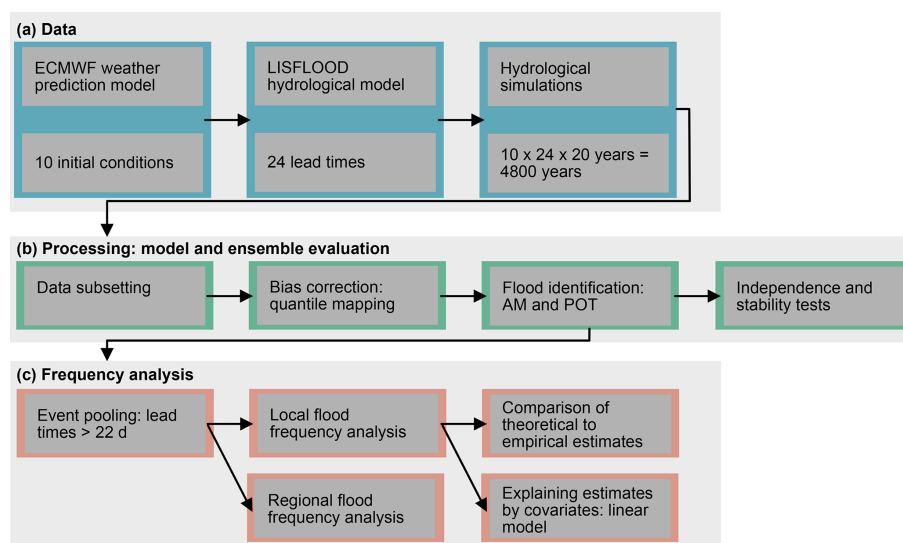 (a) Data
ECMWF weather
prediction model
10 initial conditions
LISFLOOD
hydrological model
24 lead times
Hydrological
simulations
10 x 24 x 20 years =
4800 years
(b) Processing: model and ensemble evaluation
Data subsetting
Bias correction:
quantile mapping
Flood identification:
AM and POT
Independence and
stability tests
(c) Frequency analysis
Event pooling: lead
times > 22 d
Local flood
frequency analysis
Regional flood
frequency analysis
Comparison of
theoretical to
empirical estimates
Explaining estimates
by covariates: linear
model